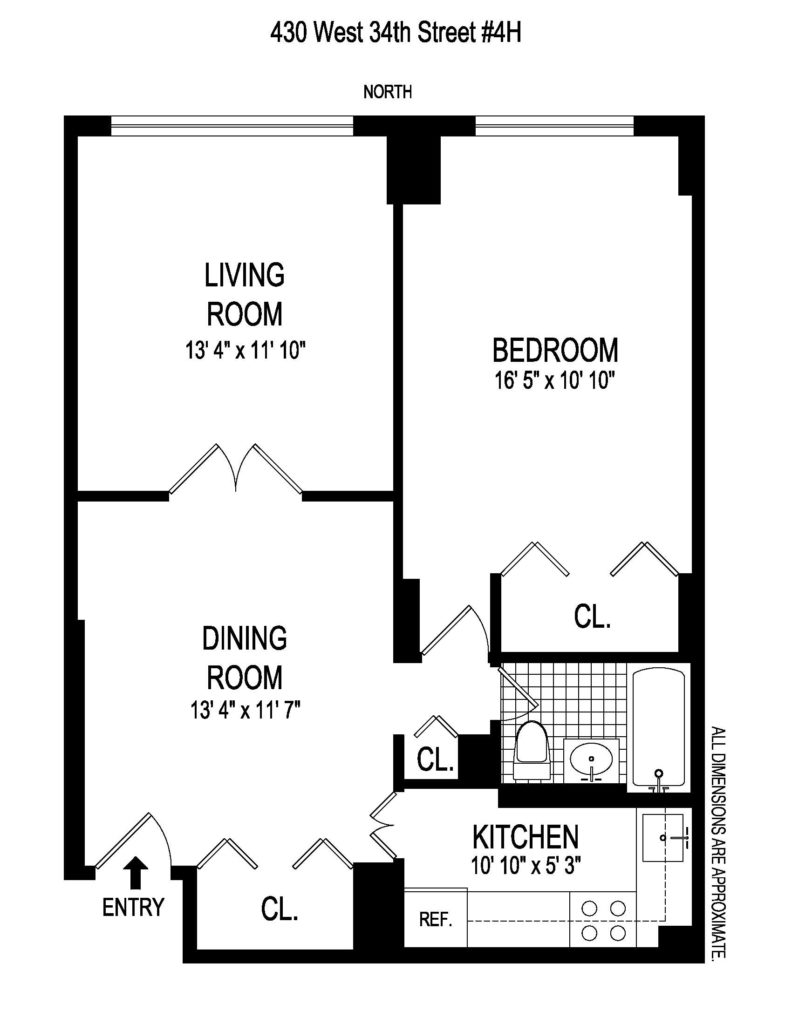 430 West 34th Street #4H
NORTH
LIVING
ROOM
13' 4" x 11' 10"
BEDROOM
16' 5" x 10' 10"
CL.
DINING
ROOM
13' 4" x 11' 7"
CL.
KITCHEN
10' 10" x 5' 3"
ENTRY
CL.
REF.
ALL DIMENSIONS ARE APPROXIMATE.